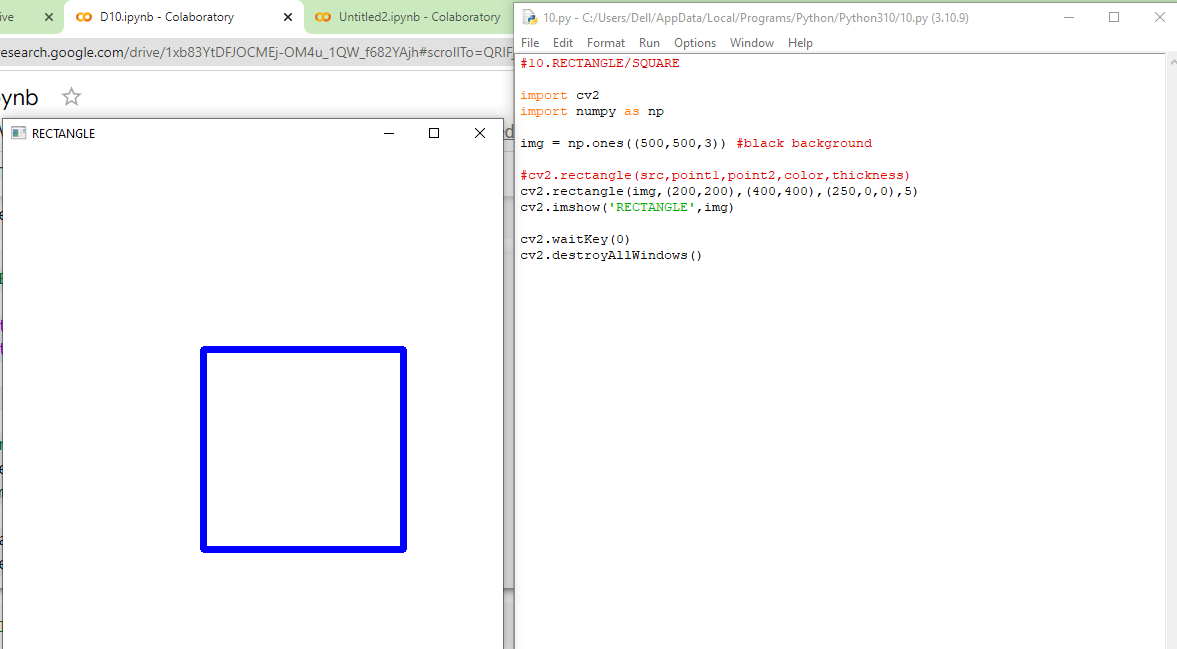 ive
D10.ipynb - Colaboratory
Untitled2.ipynb - Colaboratory
esearch.google.com/drive/1xb83YtDFJOCMEj-OM4u_1QW_f682YAjh#scrollTo=QRIF
ynb
RECTANGLE
ed
10.py - C:/Users/Dell/AppData/Local/Programs/Python/Python310/10.py (3.10.9)
File Edit Format Run Options Window Help
#10.RECTANGLE/SQUARE
import cv2
import numpy as np
img = np.ones((500,500,3)) #black background
#cv2.rectangle(src,point1,point2,color,thickness)
cv2.rectangle(img,(200,200),(400,400),(250,0,0),5)
cv2.imshow('RECTANGLE',img)
cv2.waitKey(0)
cv2.destroyAllWindows()